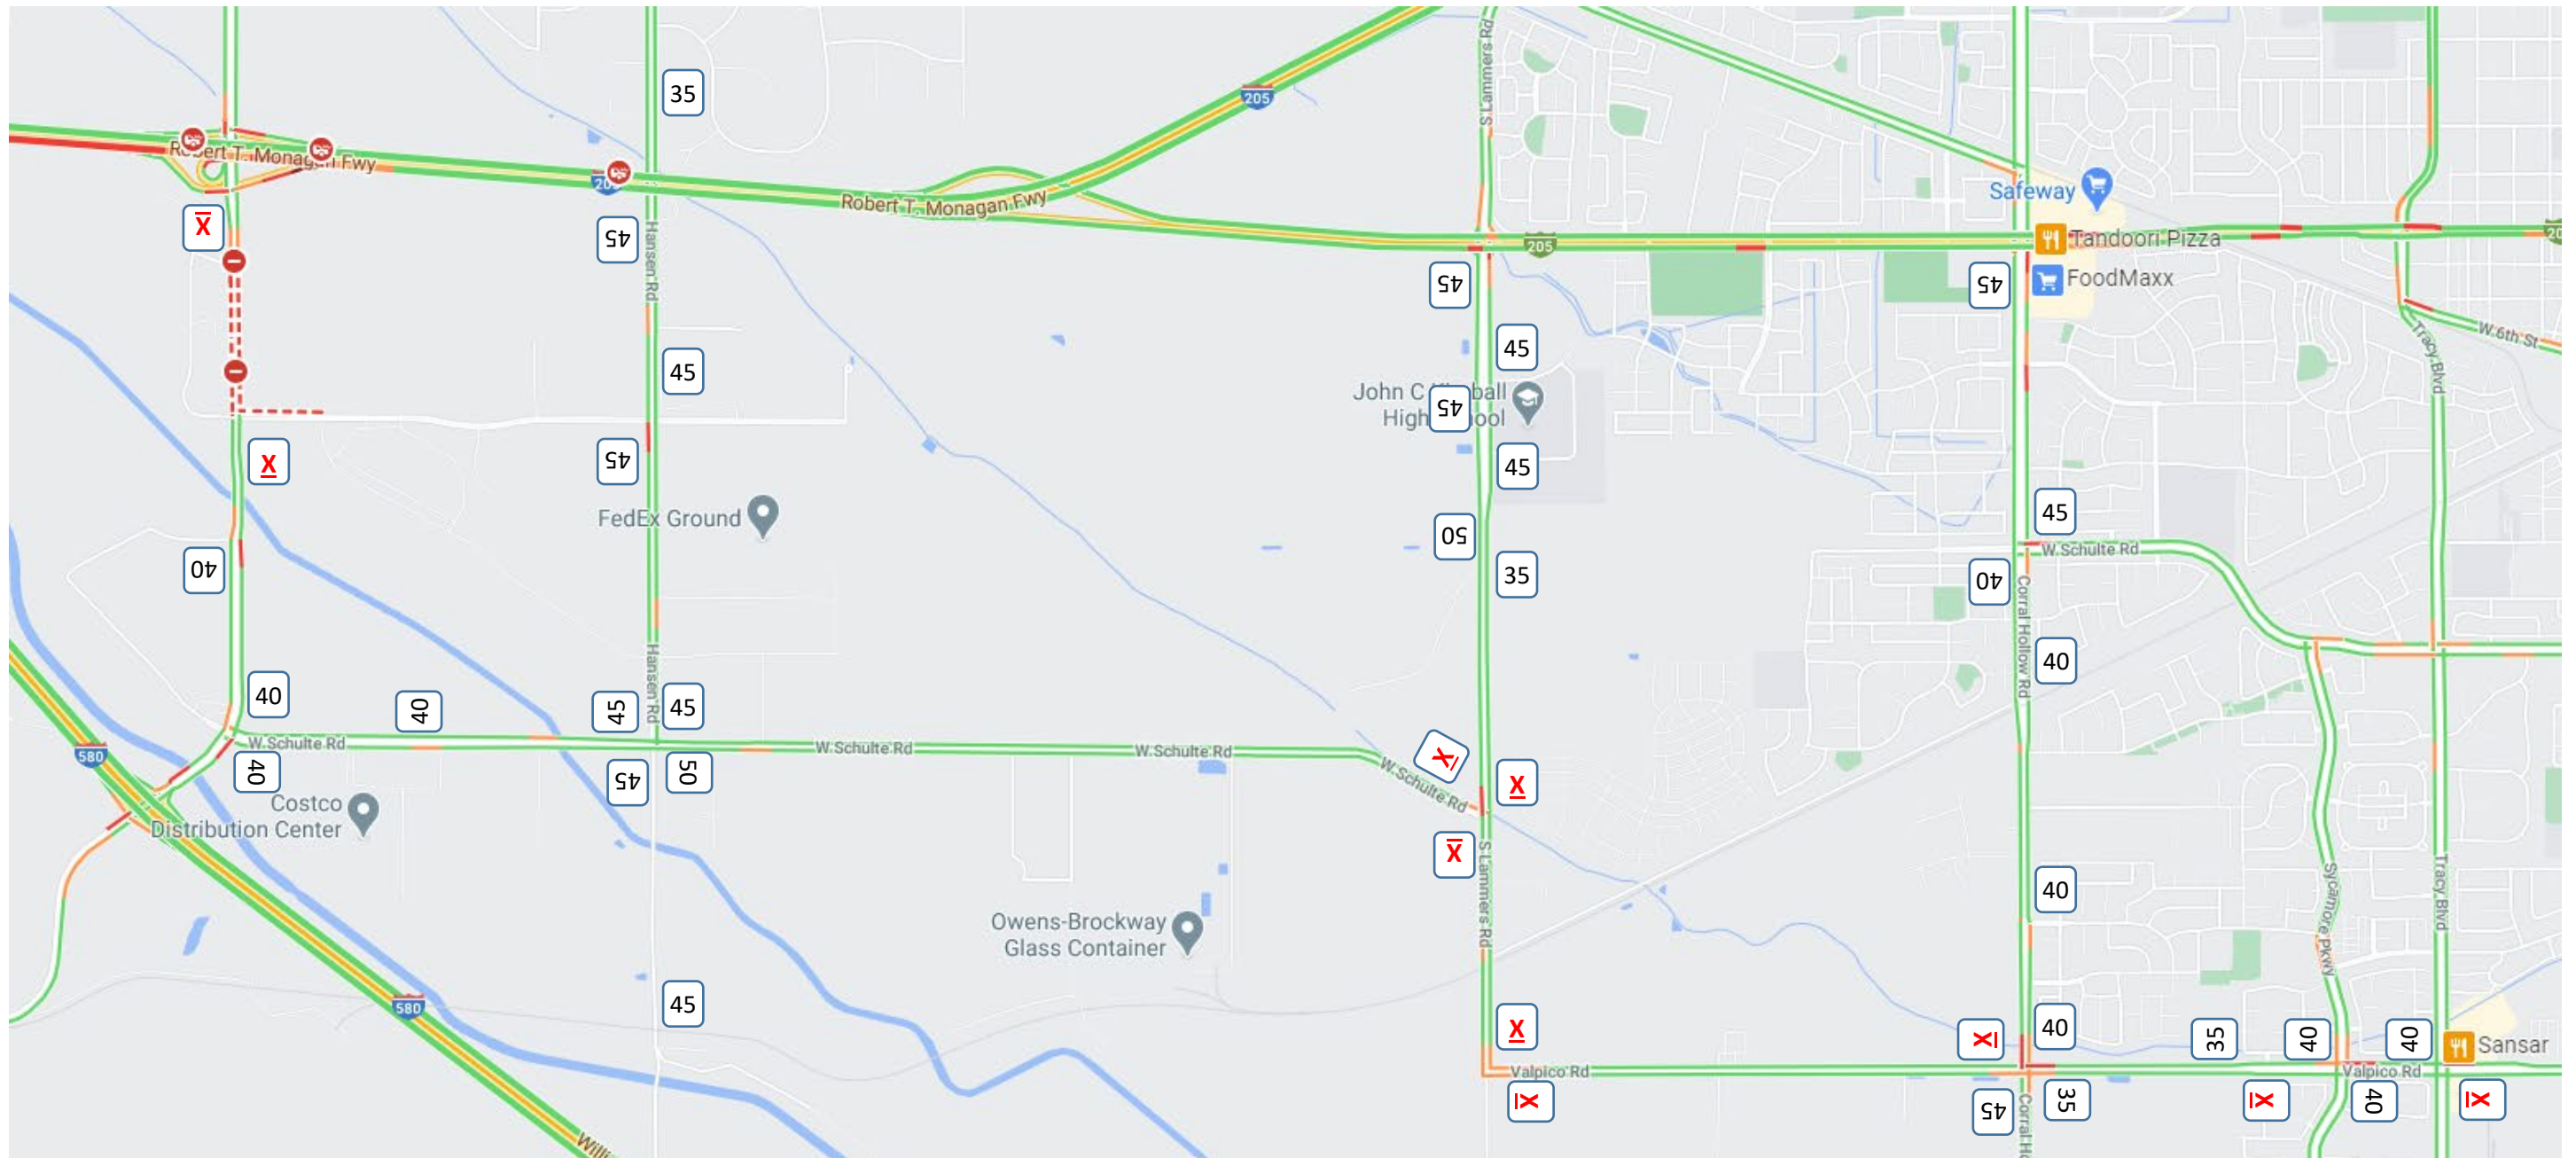 S Lammers Rd
35
205
Robert T. Monagan Fwy
205
Safeway
X
45
Hansen Rd
Robert T. Monagan Fwy
205
Tandoori Pizza
20
45
45
FoodMaxx
W 6th St
45
45
Tracy Blvd
John C Kimball
High School
45
X
45
45
FedEx Ground
45
50
W Schulte Rd
40
35
40
Corral Hollow Rd
Hansen Rd
40
40
40
45
45
580
W Schulte Rd
W Schulte Rd
W Schulte Rd
X
W Schulte Rd
X
40
45
50
Costco
Distribution Center
X
S Lammers Rd
40
Sycamore Pkwy
Tracy Blvd
Owens-Brockway
Glass Container
580
45
X
X
40
35
40
40
Sansar
Valpico Rd
Valpico Rd
X
45
35
X
40
X
Corral H
Willi